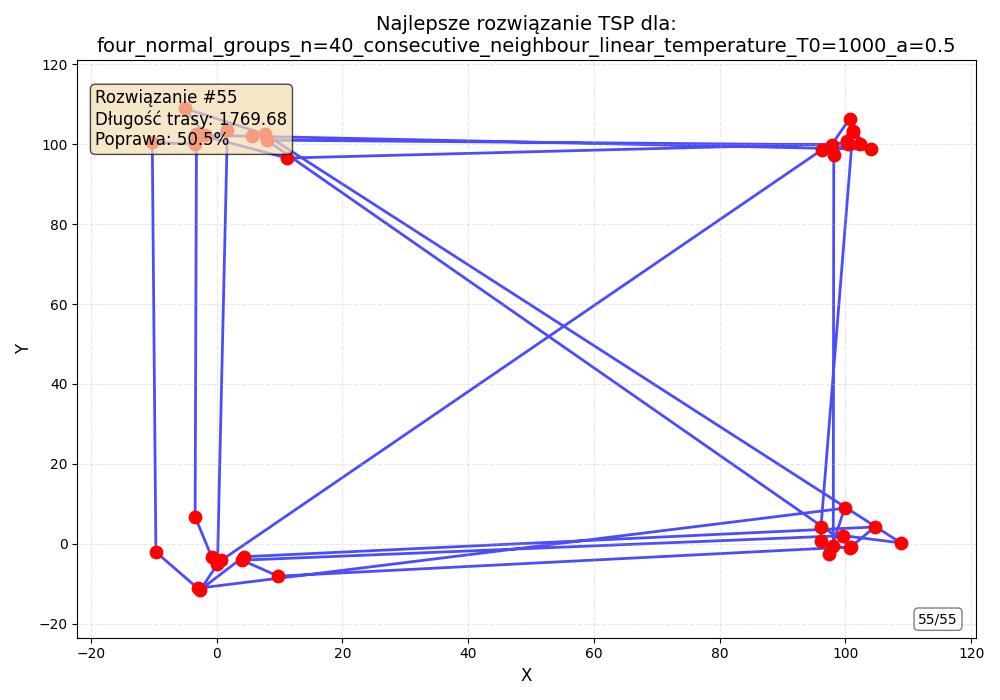 Najlepsze rozwiązanie TSP dla:
four_normal_groups_n=40_consecutive_neighbour_linear_temperature_T0=1000_a=0.5
Rozwiązanie #55
Długość trasy: 1769.68
Poprawa: 50.5%
120
100
80
60
40
20
0
−20
Y
55/55
−20 0 20 40 60 80 100 120
X